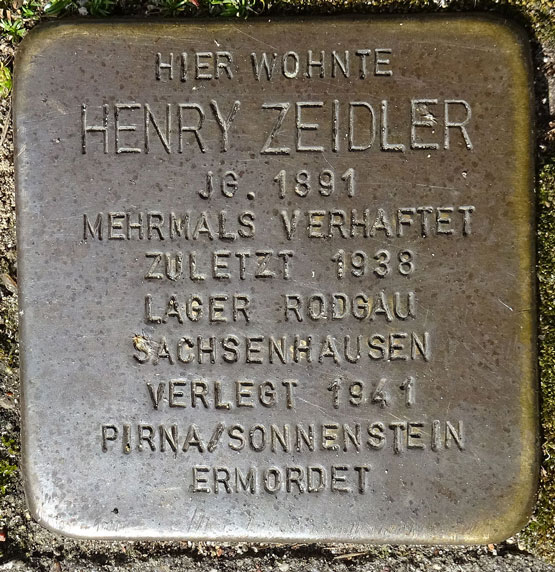 HIER WOHNTE
HENRY ZEIDLER
JG. 1891
MEHRMALS VERHAFTET
ZULETZT 1938
LAGER RODGAU
SACHSENHAUSEN
VERLEGT 1941
PIRNA/SONNENSTEIN
ERMORDET